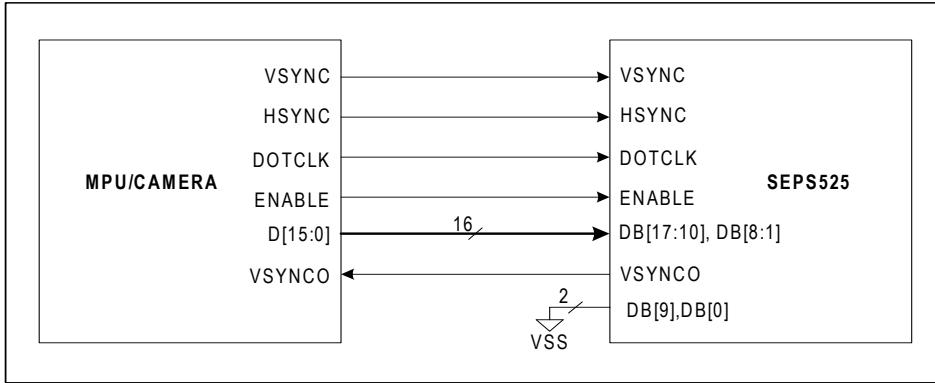 VSYNC VSYNC
HSYNC HSYNC
DOTCLK DOTCLK
MPU/CAMERA SEPS525
ENABLE ENABLE
D[15:0] 16 DB[17:10], DB[8:1]
VSYNCO VSYNCO
2 DB[9],DB[0]
VSS